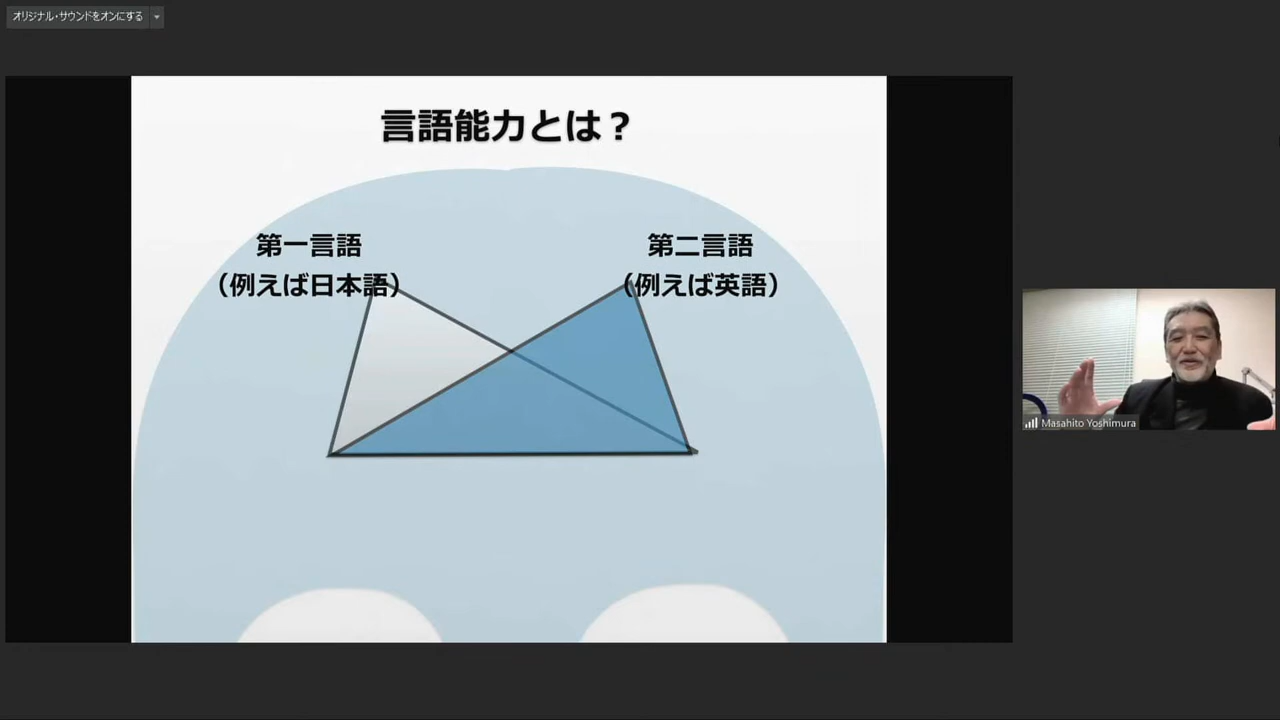 オリジナル・サウンドをオンにする
言語能力とは？
第一言語
（例えば日本語）
第二言語
（例えば英語）
Masahito Yoshimura